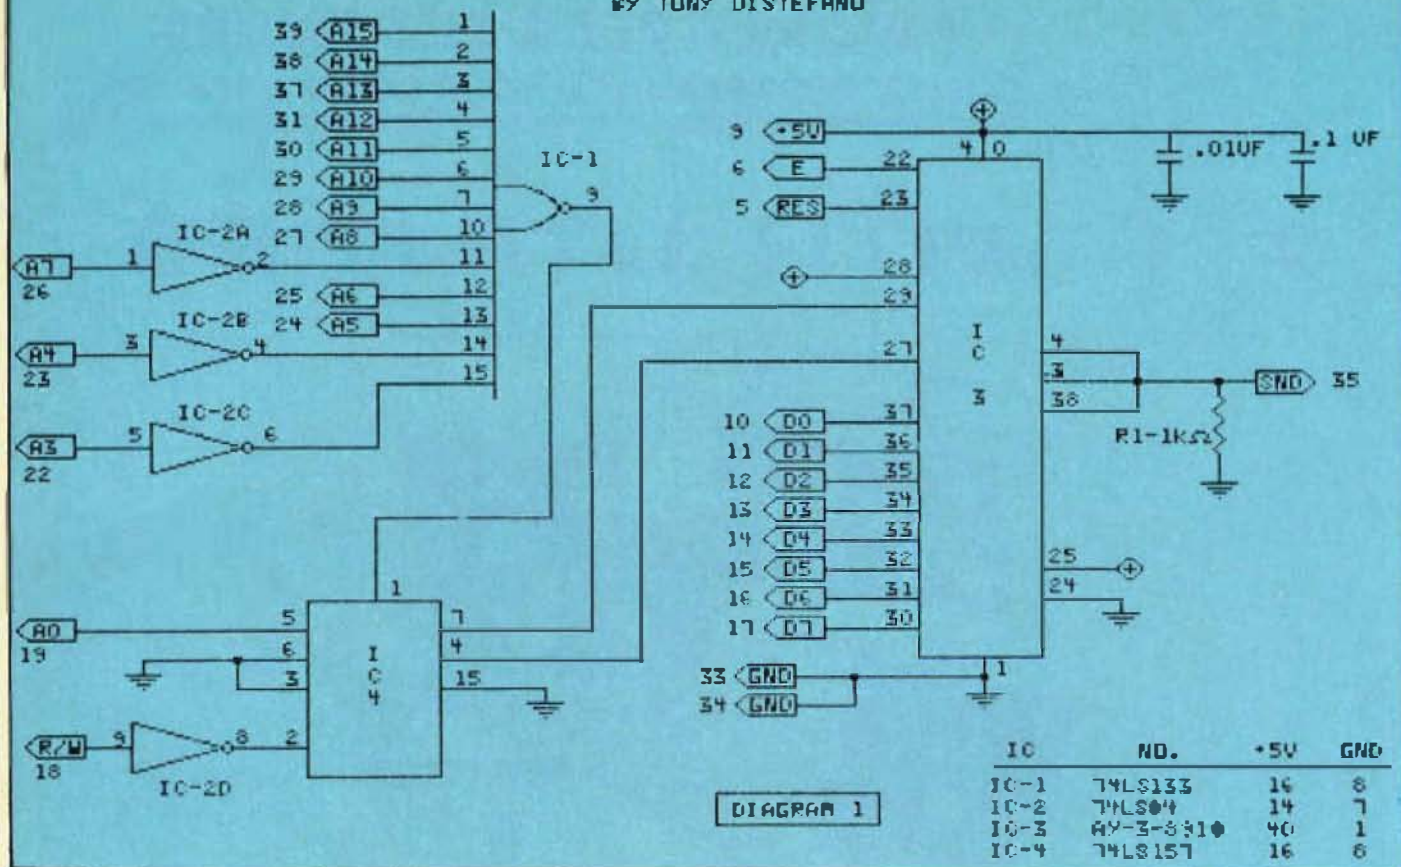 BY TONY DISTEFANO
39 A15 1
38 A14 2
37 A13 3
31 A12 4
30 A11 5
29 A10 6
28 A9 7
27 A8 10
IC-1
9
IC-2A
A7 1 2 11
26
25 A6 12
24 A5 13
IC-2B
A4 3 4 14
23
15
IC-2C
A3 5 6
22
9 +5V
40
.01UF
.1 UF
6 E 22
5 RES 23
28
29
27
IC 3
4
3
38
SND 35
R1-1KΩ
10 D0 37
11 D1 36
12 D2 35
13 D3 34
14 D4 33
15 D5 32
16 D6 31
17 D7 30
25
24
33 GND
34 GND
1
1
A0 5 7
19
6 4
3 15
IC 4
R/W 9 8 2
18
IC-2D
DIAGRAM 1
IC NO. +5V GND
IC-1 74LS133 16 8
IC-2 74LS04 14 7
IC-3 AY-3-8910 40 1
IC-4 74LS157 16 8